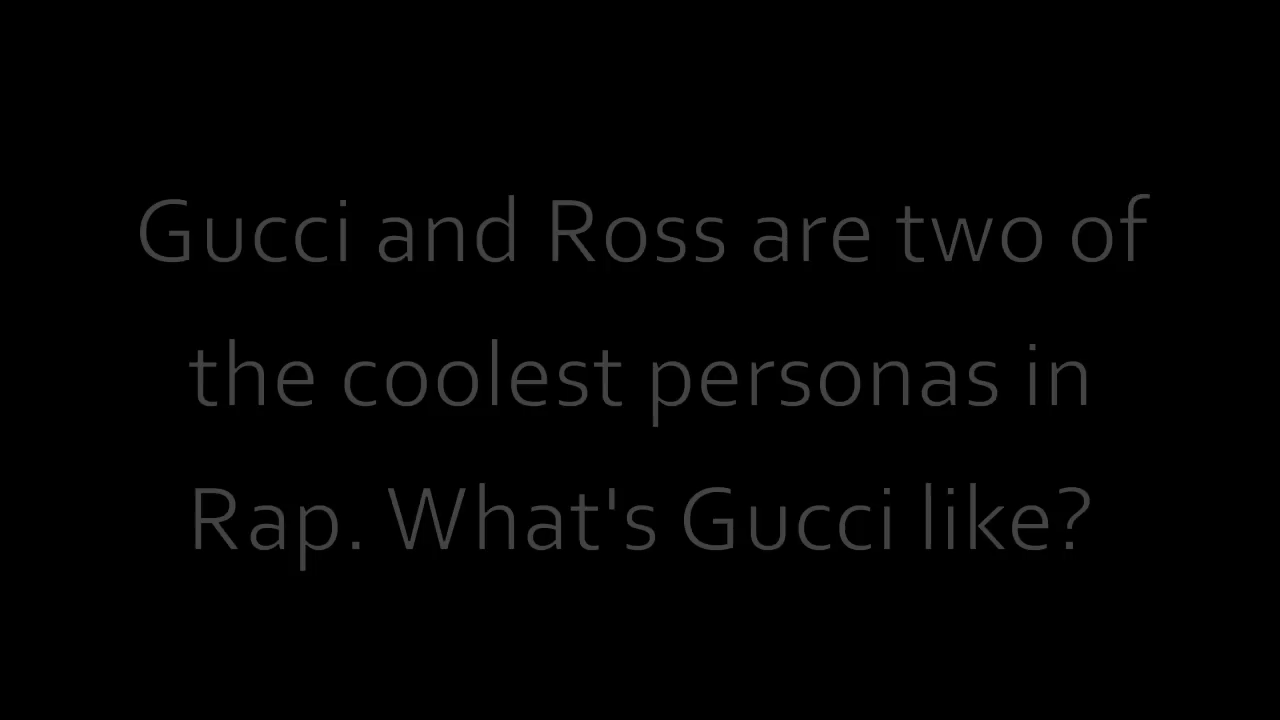 Gucci and Ross are two of
the coolest personas in
Rap. What's Gucci like?